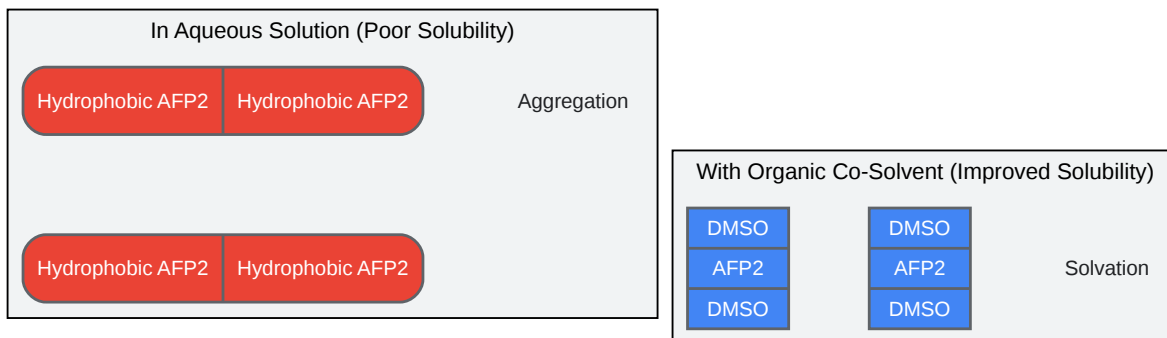 In Aqueous Solution (Poor Solubility)
Hydrophobic AFP2 Hydrophobic AFP2
Aggregation
Hydrophobic AFP2 Hydrophobic AFP2
With Organic Co-Solvent (Improved Solubility)
DMSO DMSO
AFP2 AFP2
Solvation
DMSO DMSO